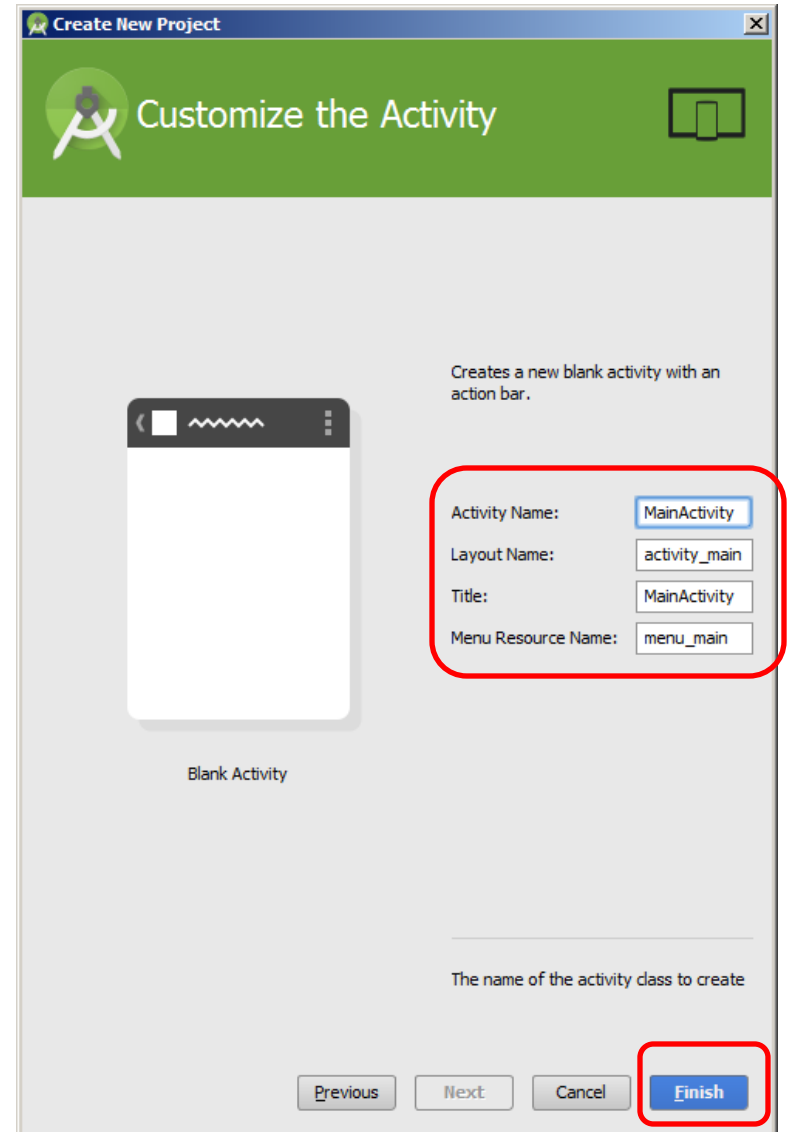 Create New Project
Customize the Activity
Creates a new blank activity with an
action bar.
Activity Name: MainActivity
Layout Name: activity_main
Title: MainActivity
Menu Resource Name: menu_main
Blank Activity
The name of the activity class to create
Previous Next Cancel Finish